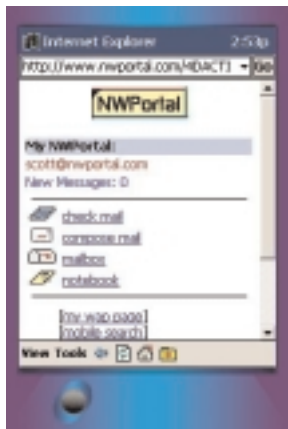 Internet Explorer 2:53p
http://www.nwportal.com/4DACTI Go
NWPortal
My NWPortal:
scott@nwportal.com
New Messages: 0
check mail
compose mail
mailbox
notebook
[my wap page]
[mobile search]
View Tools